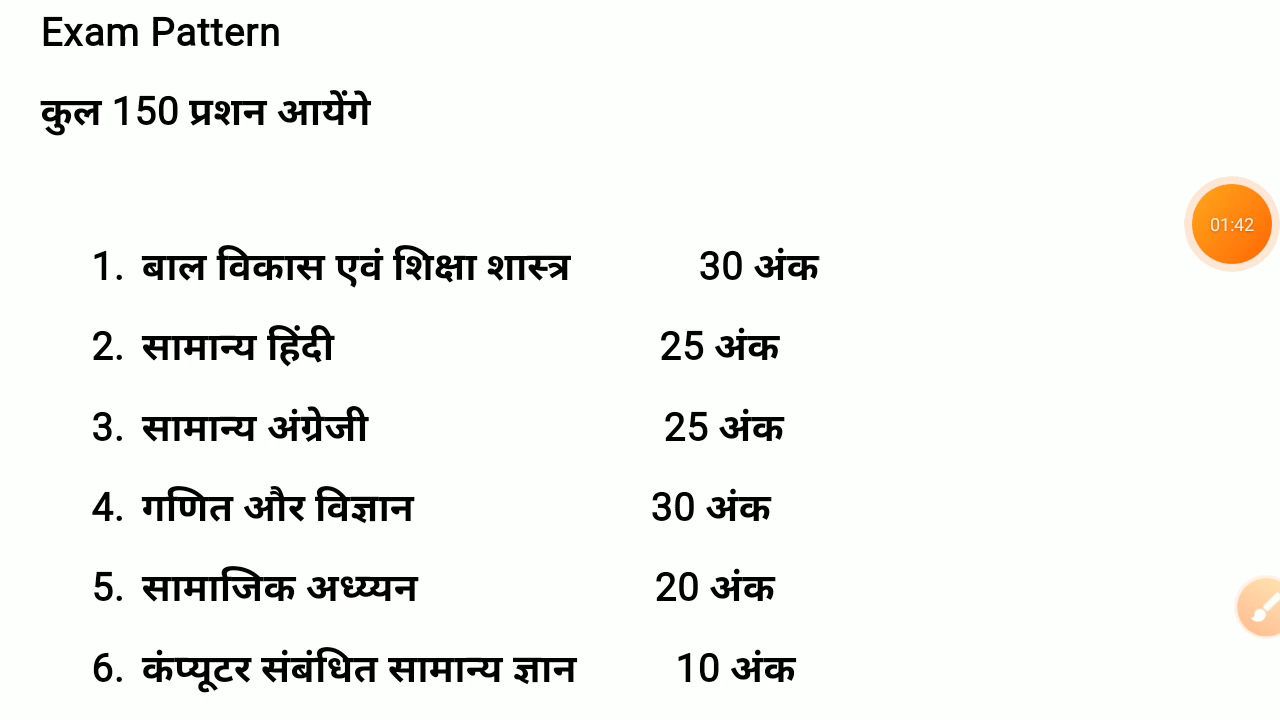 Exam Pattern
कुल 150 प्रशन आयेंगे
01:42
1. बाल विकास एवं शिक्षा शास्त्र 30 अंक
2. सामान्य हिंदी 25 अंक
3. सामान्य अंग्रेजी 25 अंक
4. गणित और विज्ञान 30 अंक
5. सामाजिक अध्य्यन 20 अंक
6. कंप्यूटर संबंधित सामान्य ज्ञान 10 अंक